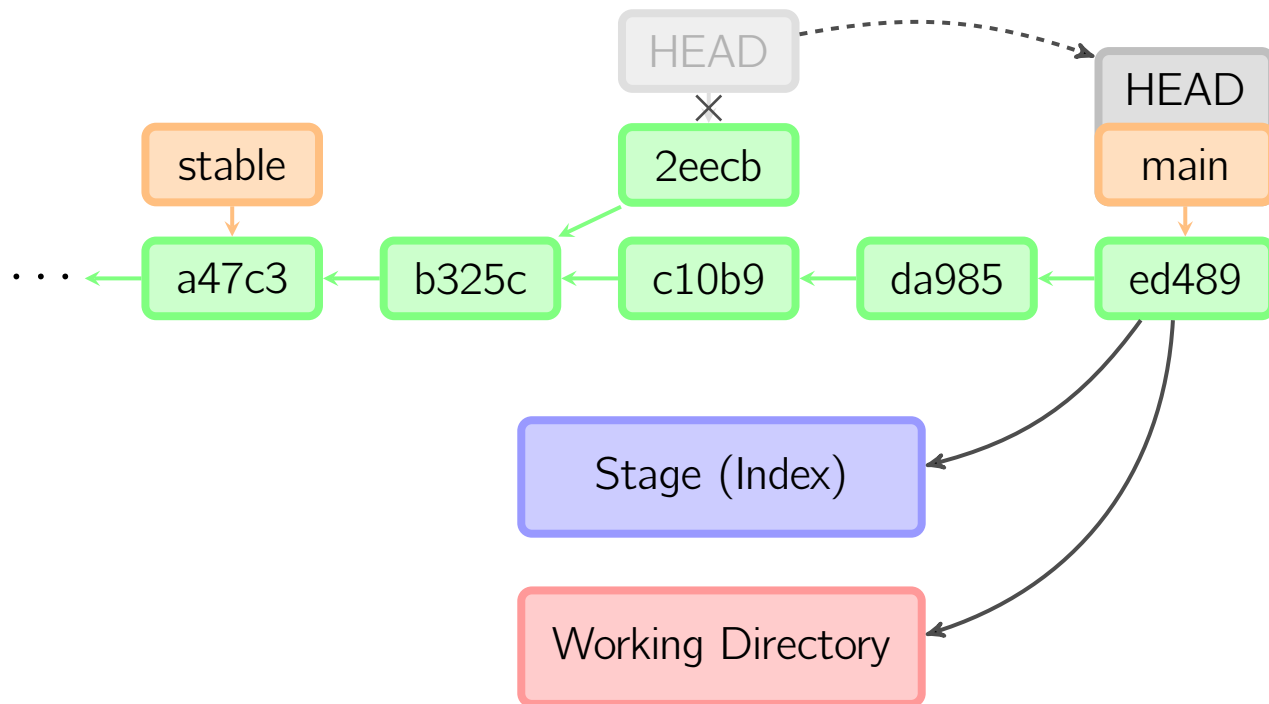 HEAD
HEAD
stable
2eecb
main
... a47c3
b325c
c10b9
da985
ed489
Stage (Index)
Working Directory